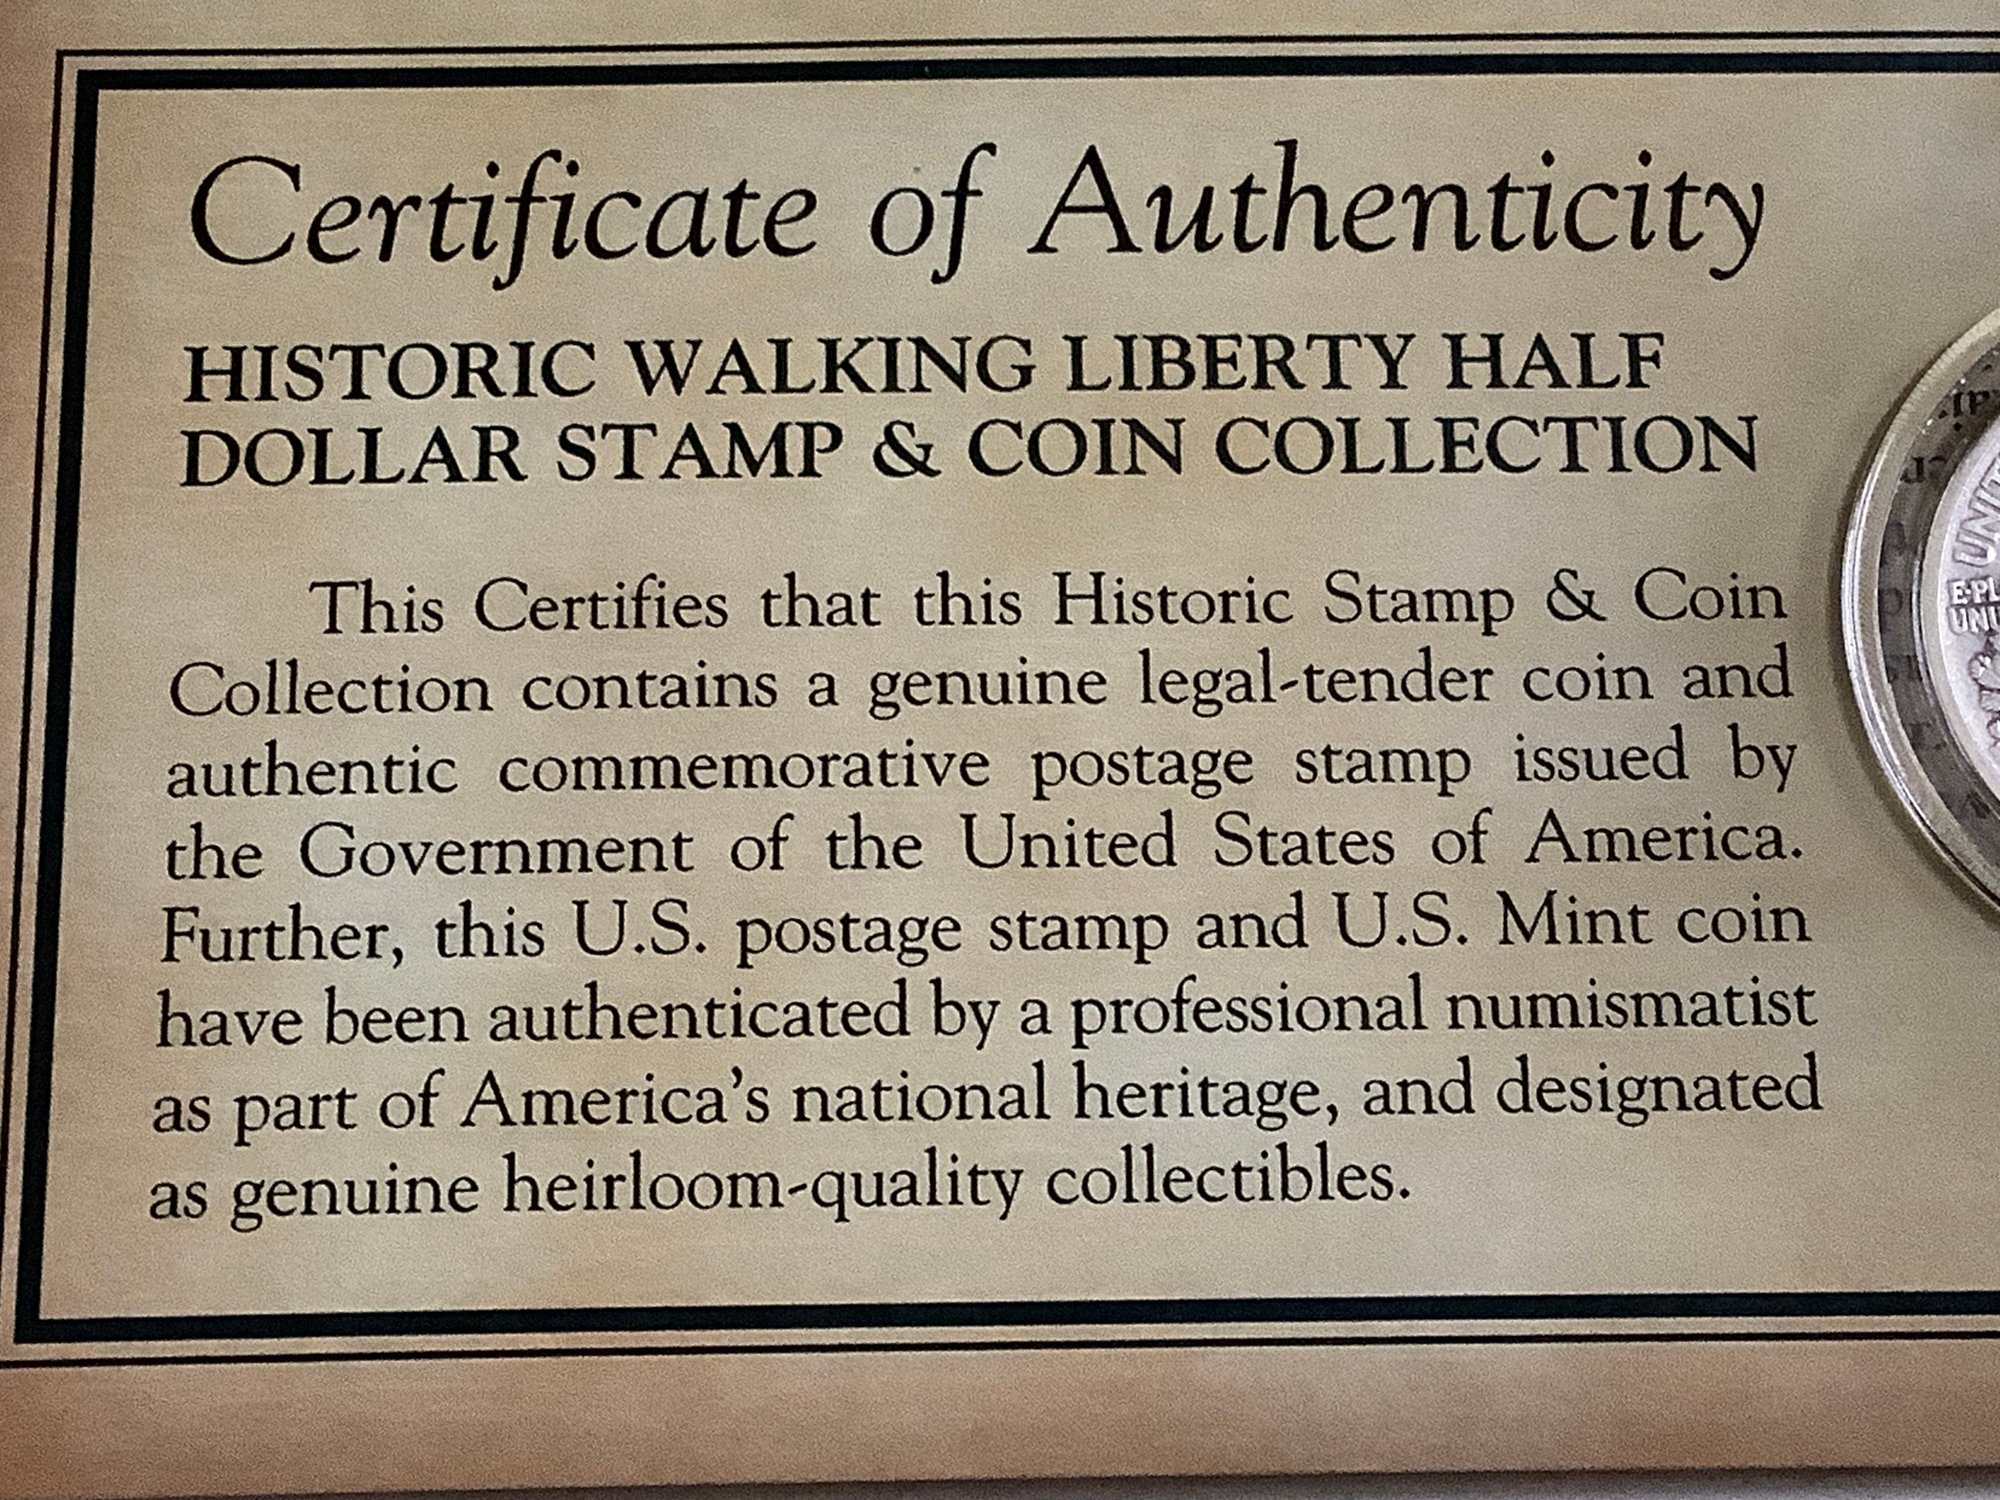 Certificate of Authenticity
HISTORIC WALKING LIBERTY HALF
DOLLAR STAMP & COIN COLLECTION
This Certifies that this Historic Stamp & Coin
Collection contains a genuine legal-tender coin and
authentic commemorative postage stamp issued by
the Government of the United States of America.
Further, this U.S. postage stamp and U.S. Mint coin
have been authenticated by a professional numismatist
as part of America's national heritage, and designated
as genuine heirloom-quality collectibles.